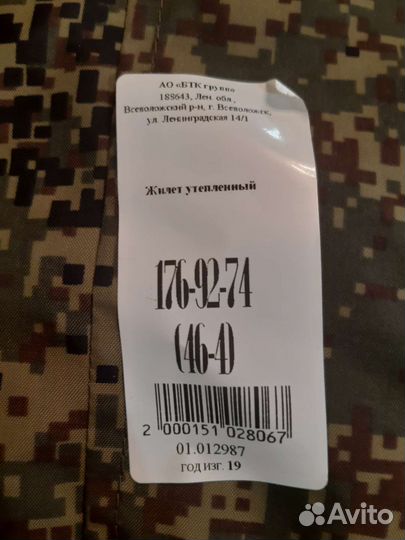 АО «БТК групп»
188643, Лен. обл.,
Всеволожский р-н, г. Всеволожск,
ул. Ленинградская 14/1
Жилет утепленный
176-92-74
(46-4)
2 000151 028067
01.012987
ГОД ИЗГ. 19
Avito